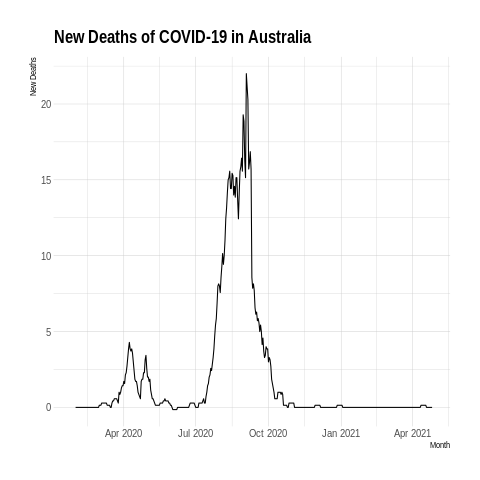 New Deaths of COVID-19 in Australia
New Deaths
20
15
10
5
0
Apr 2020 Jul 2020 Oct 2020 Jan 2021 Apr 2021
Month